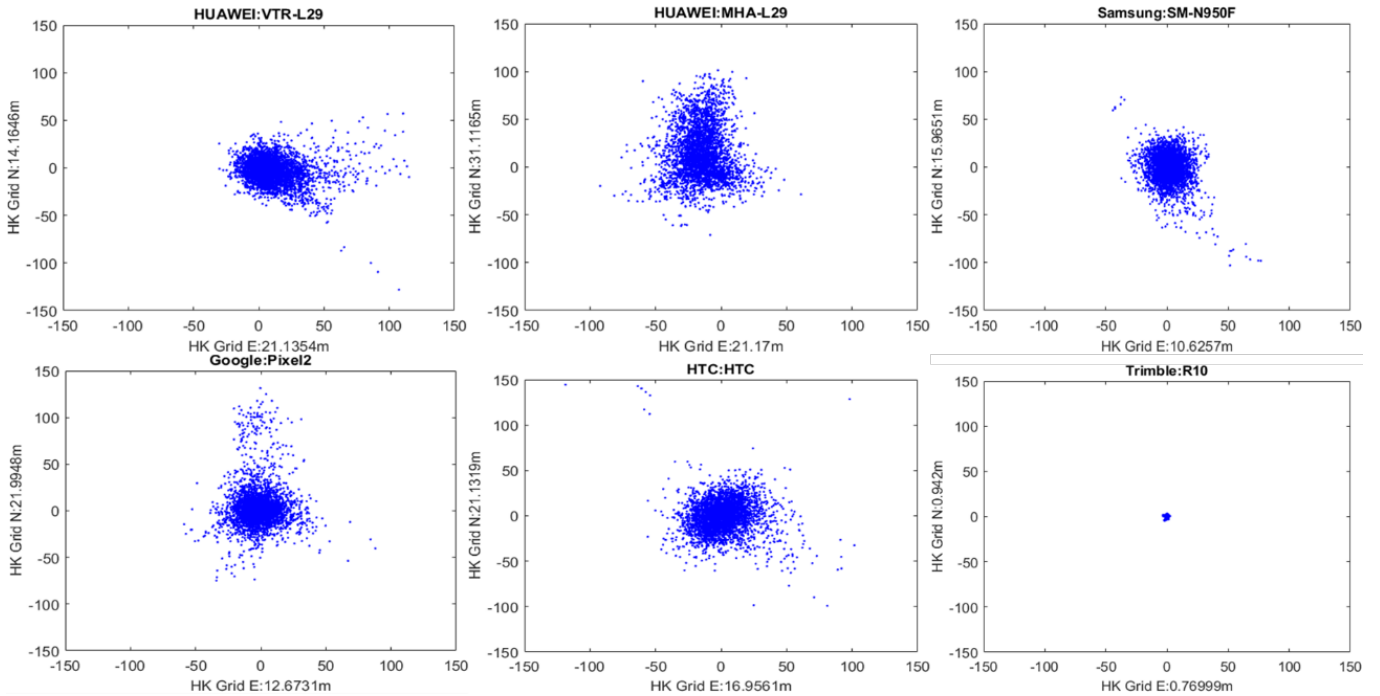 HUAWEI:VTR-L29
150
100
50
0
-50
-100
-150
-150 -100 -50 0 50 100 150
HK Grid N:14.1646m
HK Grid E:21.1354m
HUAWEI:MHA-L29
150
100
50
0
-50
-100
-150
-150 -100 -50 0 50 100 150
HK Grid N:31.1165m
HK Grid E:21.17m
Samsung:SM-N950F
150
100
50
0
-50
-100
-150
-150 -100 -50 0 50 100 150
HK Grid N:15.9651m
HK Grid E:10.6257m
Google:Pixel2
150
100
50
0
-50
-100
-150
-150 -100 -50 0 50 100 150
HK Grid N:21.9948m
HK Grid E:12.6731m
HTC:HTC
150
100
50
0
-50
-100
-150
-150 -100 -50 0 50 100 150
HK Grid N:21.1319m
HK Grid E:16.9561m
Trimble:R10
150
100
50
0
-50
-100
-150
-150 -100 -50 0 50 100 150
HK Grid N:0.942m
HK Grid E:0.76999m